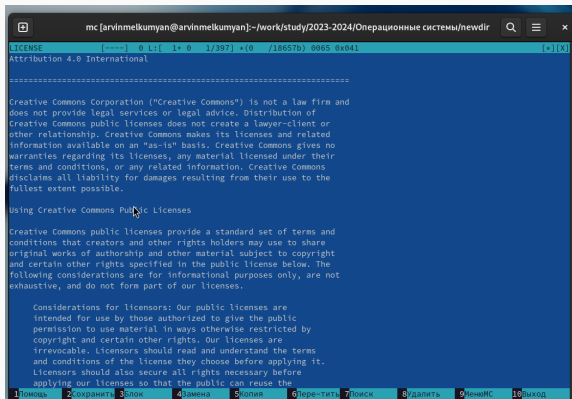 mc [arvinmelkumyan@arvinmelkumyan]:~/work/study/2023-2024/Операционные системы/newdir
LICENSE [----] 0 L:[ 1+ 0 1/397] *(0 /18657b) 0065 0x041 [*][X]
Attribution 4.0 International
=======================================================================
Creative Commons Corporation ("Creative Commons") is not a law firm and
does not provide legal services or legal advice. Distribution of
Creative Commons public licenses does not create a lawyer-client or
other relationship. Creative Commons makes its licenses and related
information available on an "as-is" basis. Creative Commons gives no
warranties regarding its licenses, any material licensed under their
terms and conditions, or any related information. Creative Commons
disclaims all liability for damages resulting from their use to the
fullest extent possible.
Using Creative Commons Public Licenses
Creative Commons public licenses provide a standard set of terms and
conditions that creators and other rights holders may use to share
original works of authorship and other material subject to copyright
and certain other rights specified in the public license below. The
following considerations are for informational purposes only, are not
exhaustive, and do not form part of our licenses.
Considerations for licensors: Our public licenses are
intended for use by those authorized to give the public
permission to use material in ways otherwise restricted by
copyright and certain other rights. Our licenses are
irrevocable. Licensors should read and understand the terms
and conditions of the license they choose before applying it.
Licensors should also secure all rights necessary before
applying our licenses so that the public can reuse the
1Помощь 2Сохранить 3Блок 4Замена 5Копия 6Пере~тить 7Поиск 8Удалить 9МенюMC 10Выход